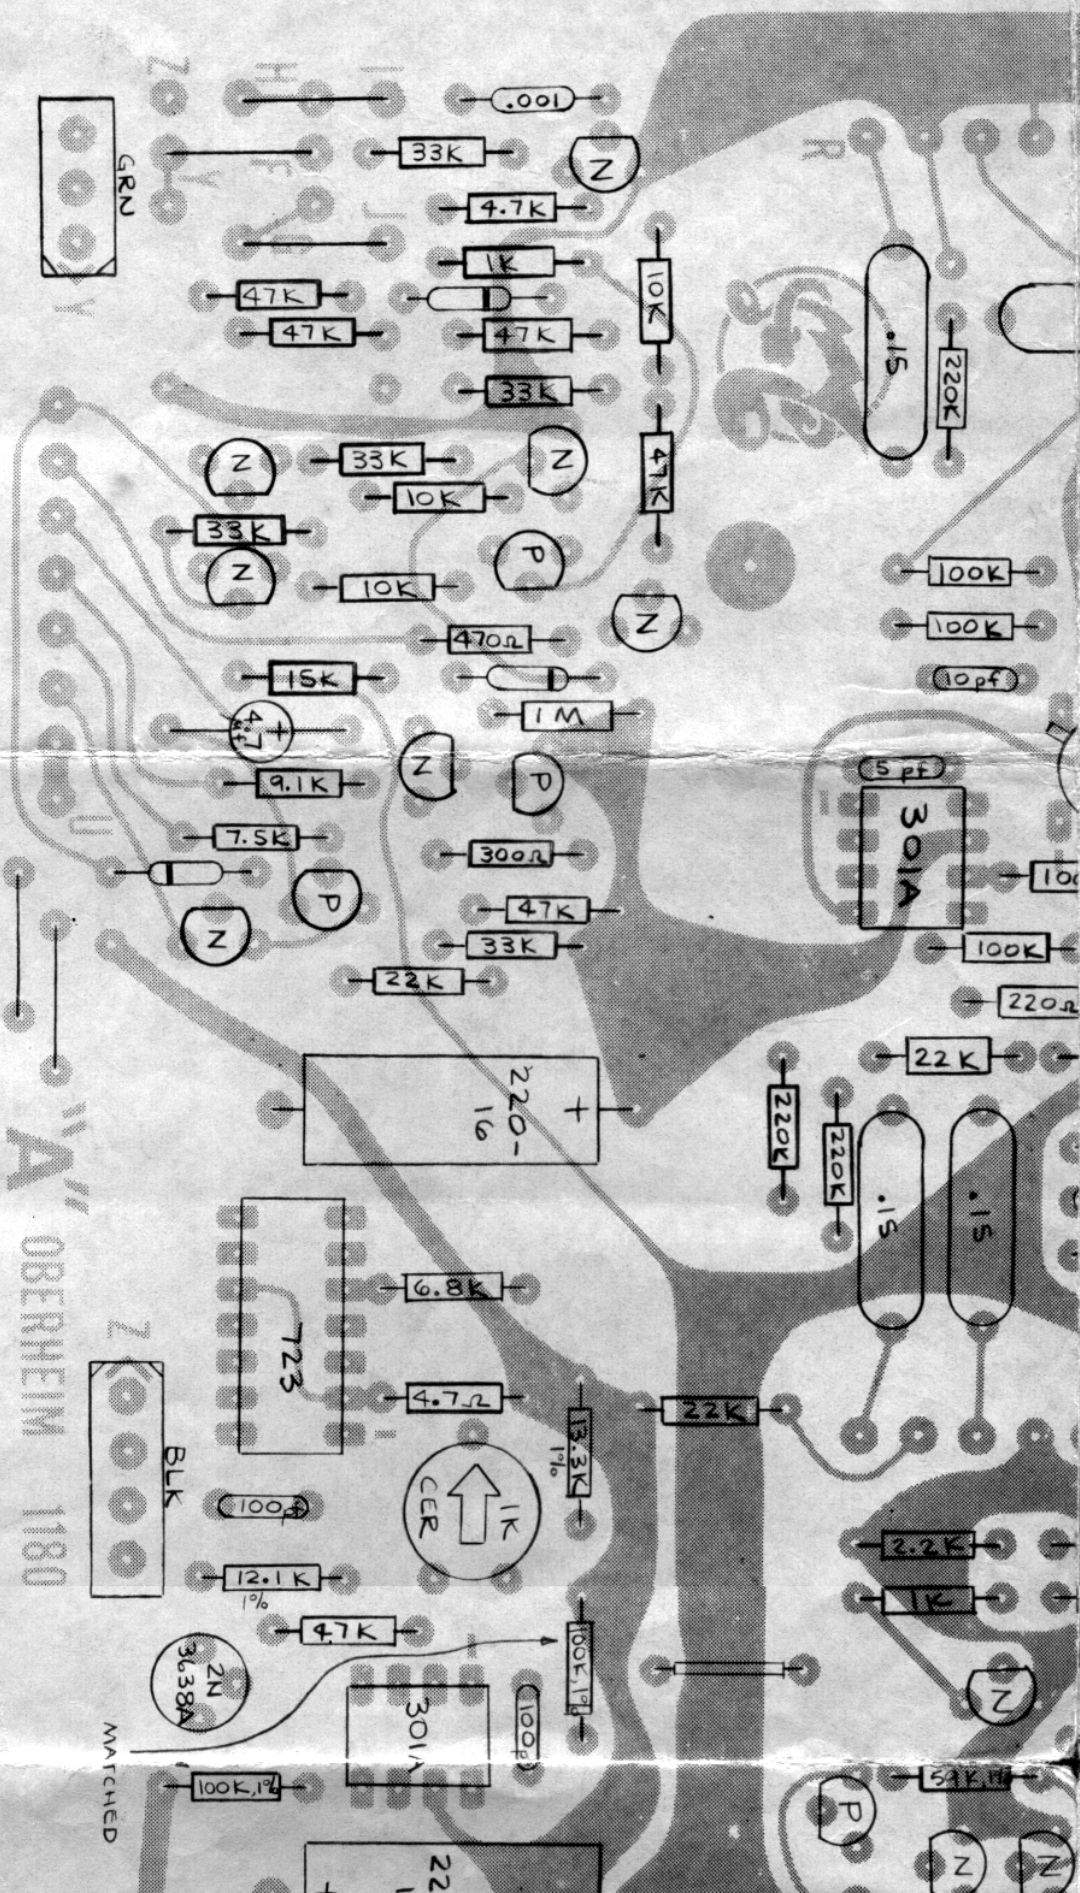 Z
H
I
.001
GRN
33K
N
R
Y
F
4.7K
J
G
1K
Y
47K
10K
.15
47K
47K
220K
33K
N
33K
N
47K
10K
33K
P
N
10K
100K
N
470Ω
100K
15K
10pf
1M
4.7
+
N
P
5pf
9.1K
301A
U
7.5K
300Ω
P
47K
N
33K
100K
22K
220Ω
22K
220-
16
+
220K
220K
"A"
.15
.15
OBERHEIM 1180
723
6.8K
Z
4.7Ω
22K
13.3K
1%
BLK
1K
CER
100pf
2.2K
12.1K
1%
1K
47K
100K,1%
2N
3638A
N
301A
100pf
MATCHED
100K,1%
59K,1%
P
N
N
22